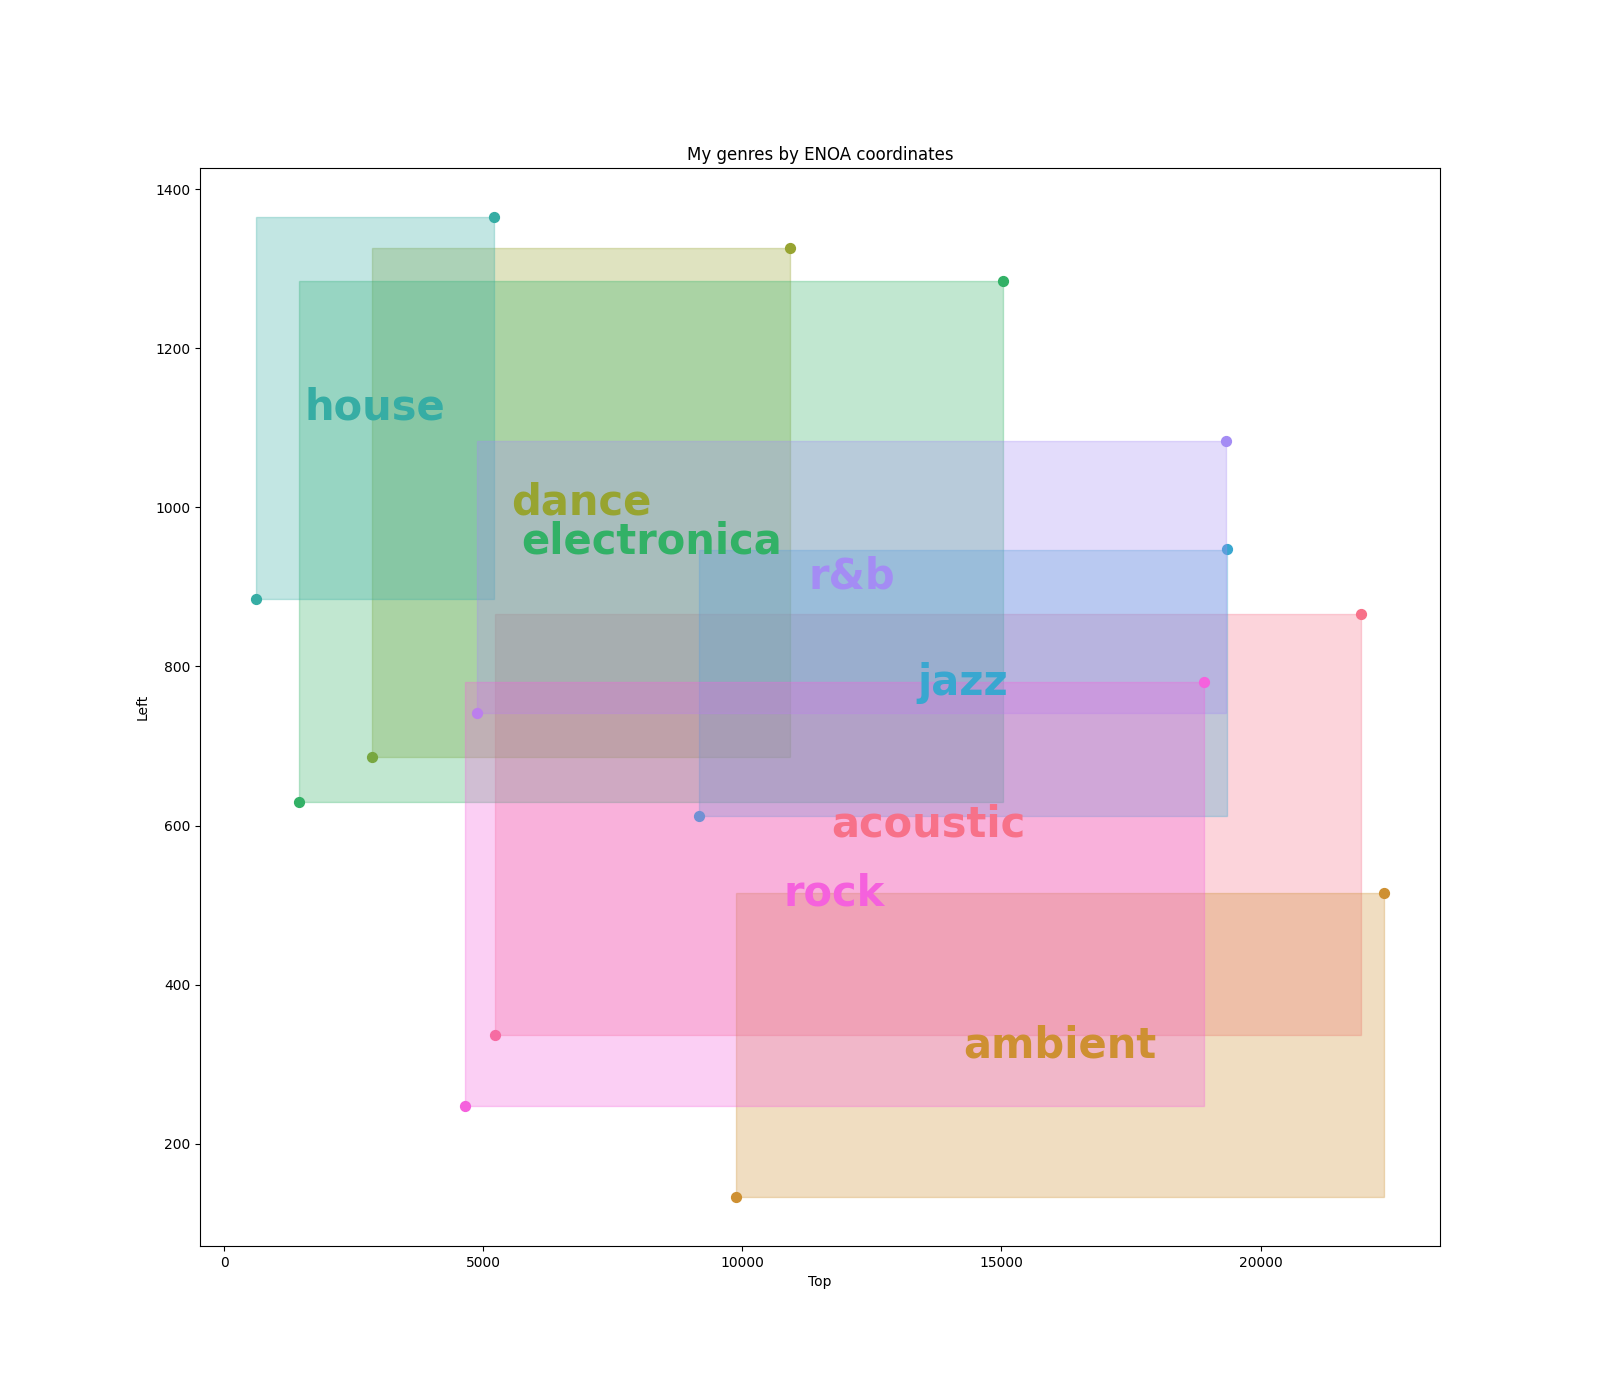 My genres by ENOA coordinates
1400
1200
1000
800
600
400
200
Left
house
dance
electronica
r&b
jazz
acoustic
rock
ambient
0 5000 10000 15000 20000
Top